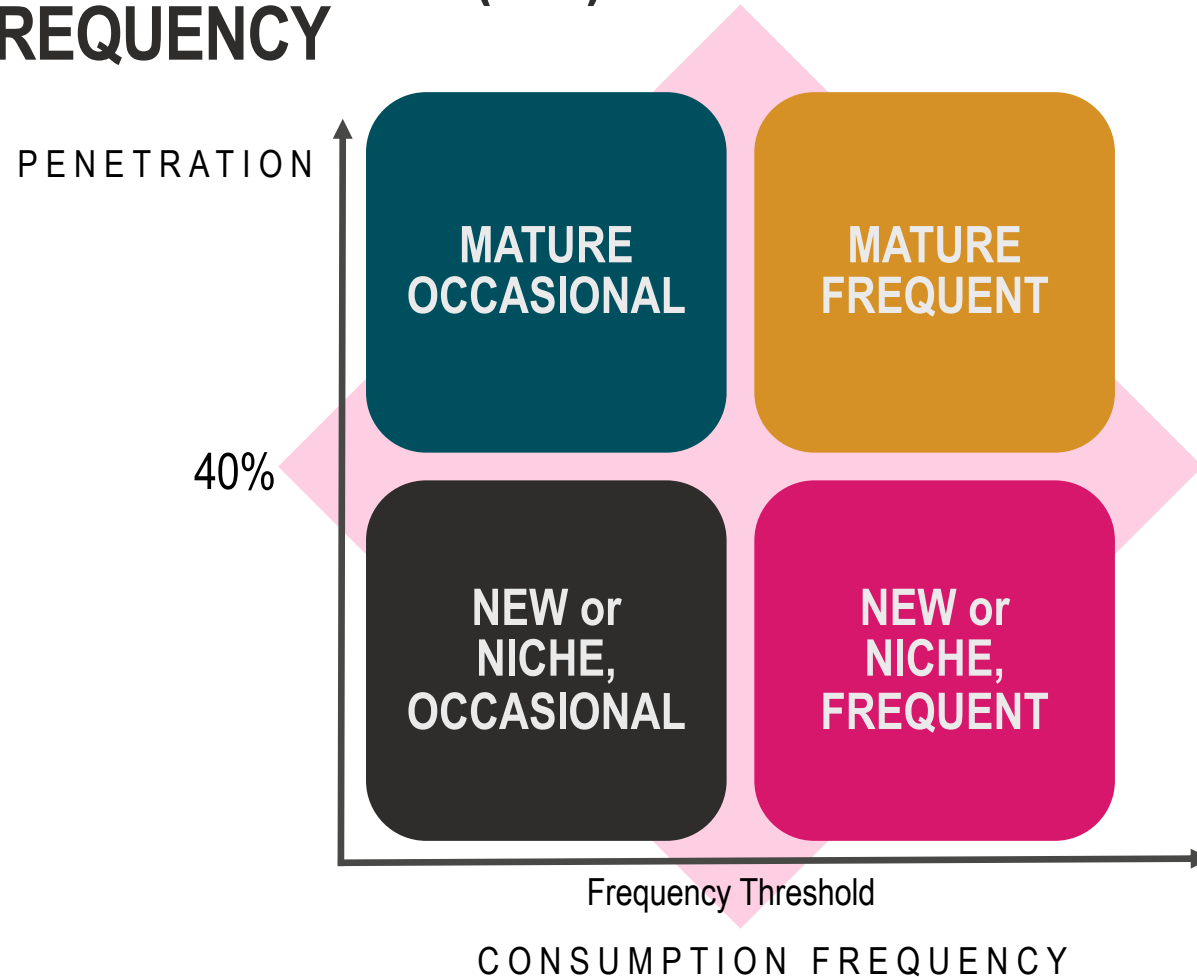 REQUENCY
PENETRATION
MATURE
OCCASIONAL
MATURE
FREQUENT
40%
NEW or
NICHE,
OCCASIONAL
NEW or
NICHE,
FREQUENT
Frequency Threshold
CONSUMPTION FREQUENCY